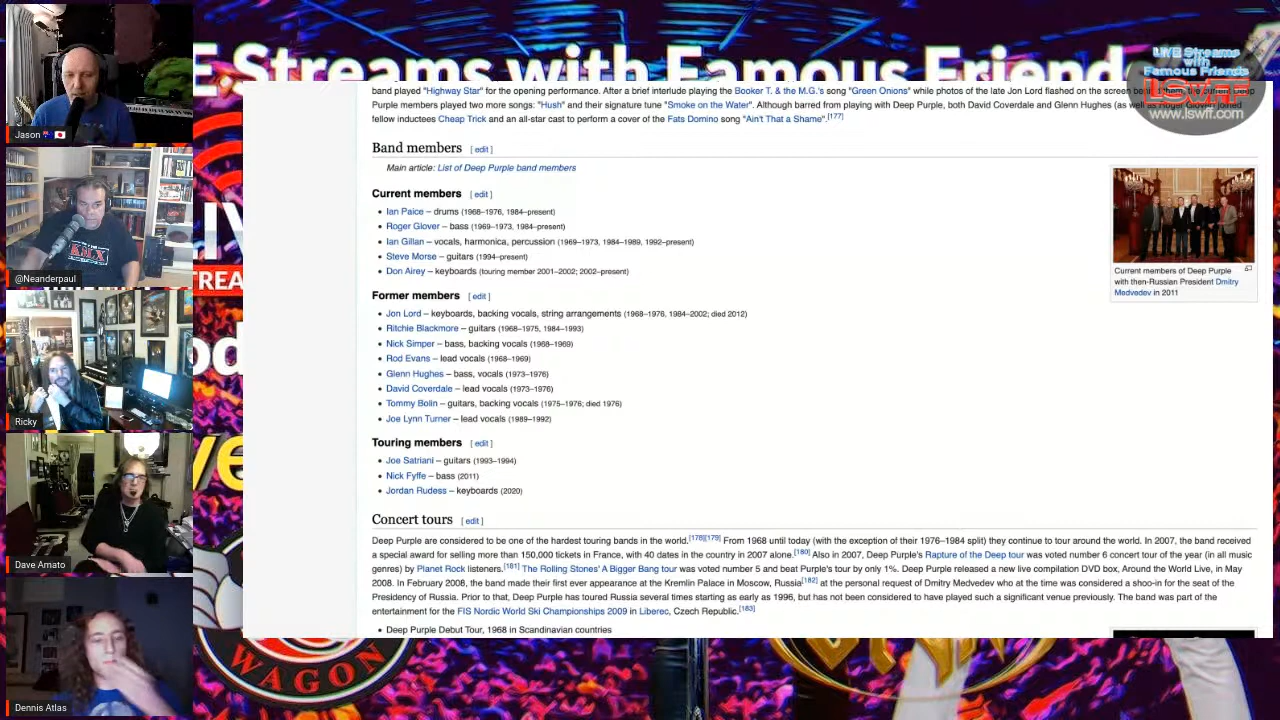 E Streams with Famous Friend
LIVE Streams
with
Famous Friends
LSWFF
www.lswff.com
band played "Highway Star" for the opening performance. After a brief interlude playing the Booker T. & the M.G.'s song "Green Onions" while photos of the late Jon Lord flashed on the screen behind them, the current Deep
Purple members played two more songs: "Hush" and their signature tune "Smoke on the Water". Although barred from playing with Deep Purple, both David Coverdale and Glenn Hughes (as well as Roger Glover) joined
fellow inductees Cheap Trick and an all-star cast to perform a cover of the Fats Domino song "Ain't That a Shame".[177]
Band members [ edit ]
Main article: List of Deep Purple band members
Current members [ edit ]
• Ian Paice – drums (1968–1976, 1984–present)
• Roger Glover – bass (1969–1973, 1984–present)
• Ian Gillan – vocals, harmonica, percussion (1969–1973, 1984–1989, 1992–present)
• Steve Morse – guitars (1994–present)
• Don Airey – keyboards (touring member 2001–2002; 2002–present)
Current members of Deep Purple
with then-Russian President Dmitry
Medvedev in 2011
Former members [ edit ]
• Jon Lord – keyboards, backing vocals, string arrangements (1968–1976, 1984–2002; died 2012)
• Ritchie Blackmore – guitars (1968–1975, 1984–1993)
• Nick Simper – bass, backing vocals (1968–1969)
• Rod Evans – lead vocals (1968–1969)
• Glenn Hughes – bass, vocals (1973–1976)
• David Coverdale – lead vocals (1973–1976)
• Tommy Bolin – guitars, backing vocals (1975–1976; died 1976)
• Joe Lynn Turner – lead vocals (1989–1992)
Touring members [ edit ]
• Joe Satriani – guitars (1993–1994)
• Nick Fyffe – bass (2011)
• Jordan Rudess – keyboards (2020)
Concert tours [ edit ]
Deep Purple are considered to be one of the hardest touring bands in the world.[178][179] From 1968 until today (with the exception of their 1976–1984 split) they continue to tour around the world. In 2007, the band received
a special award for selling more than 150,000 tickets in France, with 40 dates in the country in 2007 alone.[180] Also in 2007, Deep Purple's Rapture of the Deep tour was voted number 6 concert tour of the year (in all music
genres) by Planet Rock listeners.[181] The Rolling Stones' A Bigger Bang tour was voted number 5 and beat Purple's tour by only 1%. Deep Purple released a new live compilation DVD box, Around the World Live, in May
2008. In February 2008, the band made their first ever appearance at the Kremlin Palace in Moscow, Russia[182] at the personal request of Dmitry Medvedev who at the time was considered a shoo-in for the seat of the
Presidency of Russia. Prior to that, Deep Purple has toured Russia several times starting as early as 1996, but has not been considered to have played such a significant venue previously. The band was part of the
entertainment for the FIS Nordic World Ski Championships 2009 in Liberec, Czech Republic.[183]
• Deep Purple Debut Tour, 1968 in Scandinavian countries
Jason
@Neanderpaul
Ricky
Dave Amato
Dennis Atlas
WAGON